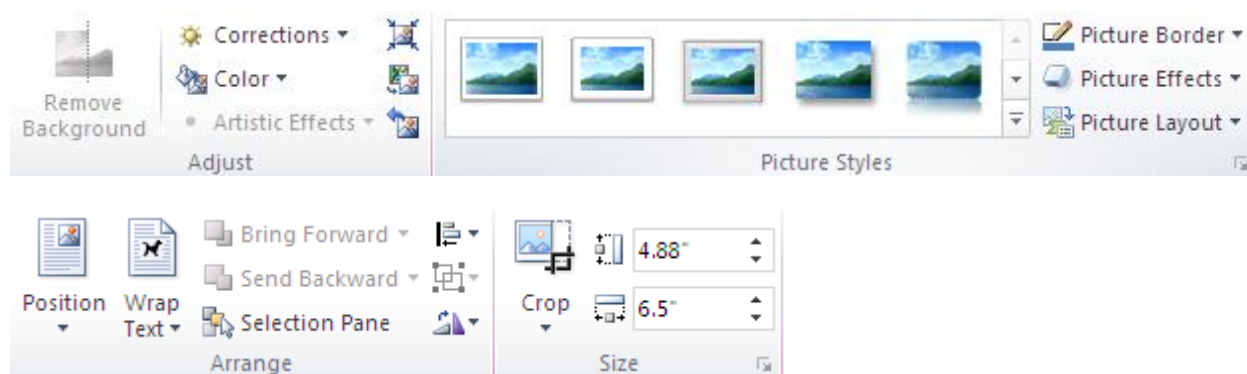 Remove
Background
Corrections
Color
Artistic Effects
Adjust
Picture Border
Picture Effects
Picture Layout
Picture Styles
Position
Wrap
Text
Bring Forward
Send Backward
Selection Pane
Arrange
Crop
4.88"
6.5"
Size